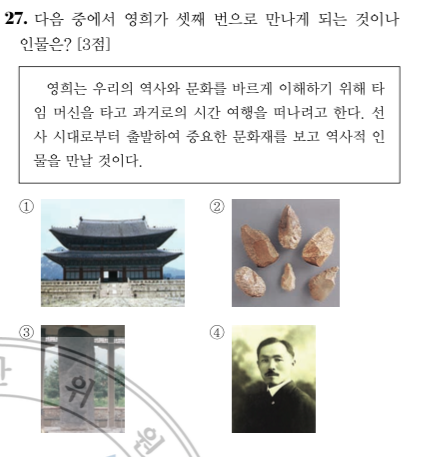 27. 다음 중에서 영희가 셋째 번으로 만나게 되는 것이나
인물은? [3점]
영희는 우리의 역사와 문화를 바르게 이해하기 위해 타
임 머신을 타고 과거로의 시간 여행을 떠나려고 한다. 선
사 시대로부터 출발하여 중요한 문화재를 보고 역사적 인
물을 만날 것이다.
① ②
③ ④
위
원